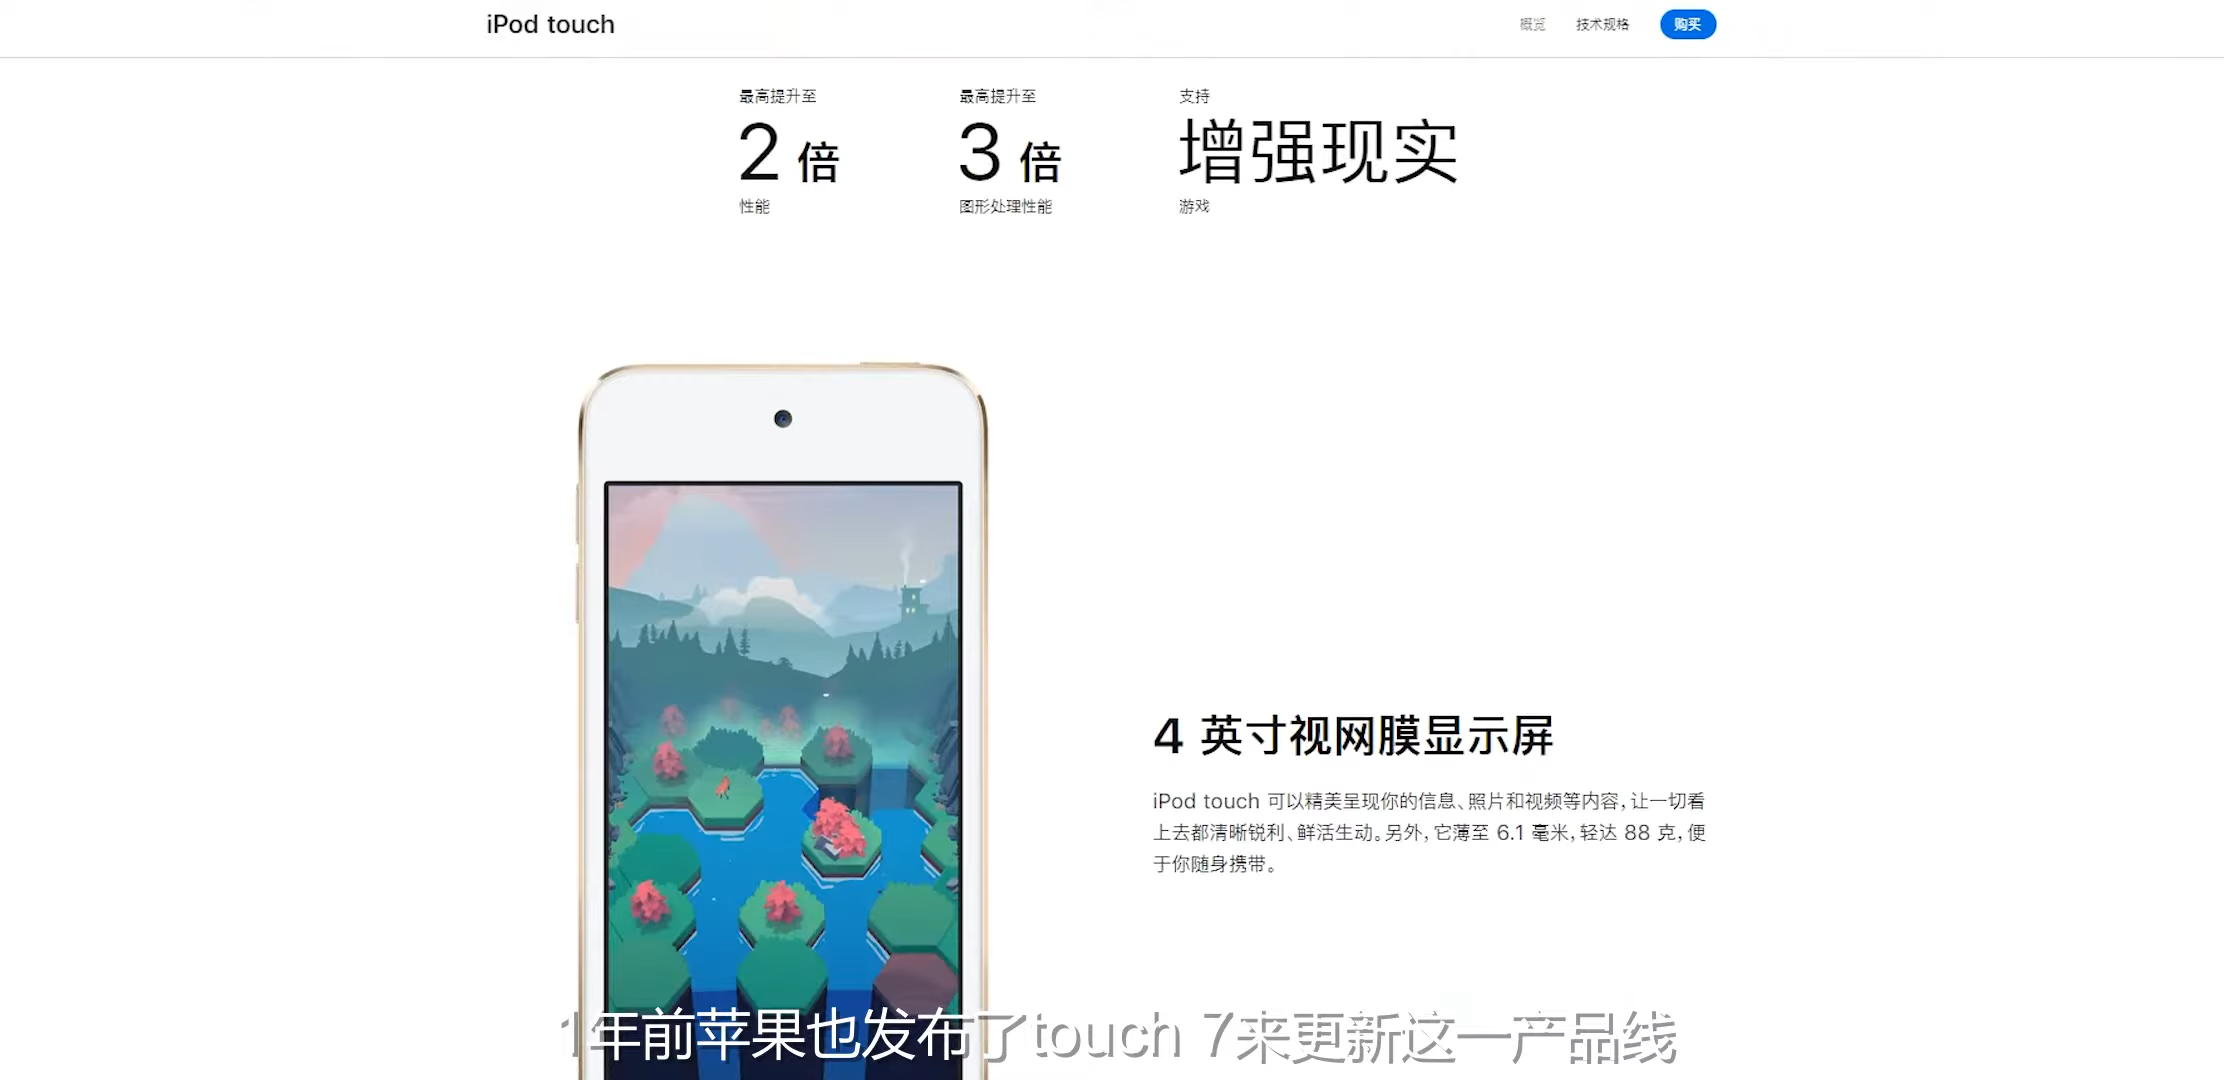 iPod touch
概览 技术规格 购买
最高提升至 最高提升至 支持
2 倍 3 倍 增强现实
性能 图形处理性能 游戏
4 英寸视网膜显示屏
iPod touch 可以精美呈现你的信息、照片和视频等内容，让一切看
上去都清晰锐利、鲜活生动。另外，它薄至 6.1 毫米，轻达 88 克，便
于你随身携带。
1年前苹果也发布了touch 7来更新这一产品线